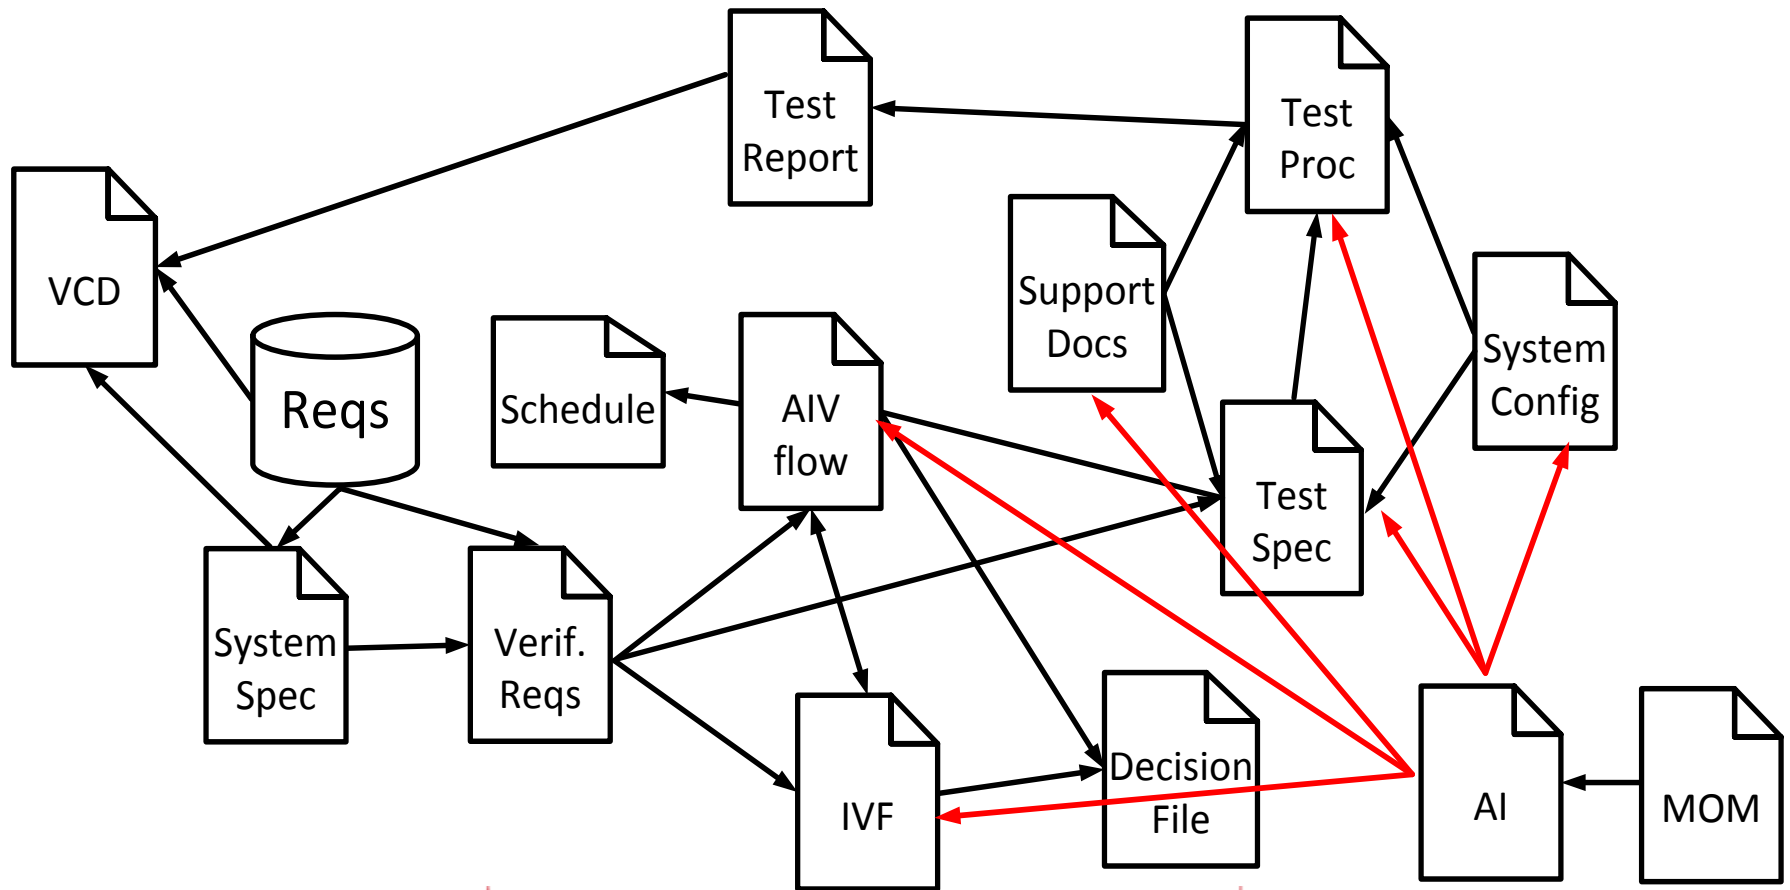 Test
Report
Test
Proc
VCD
Support
Docs
System
Config
Reqs
Schedule
AIV
flow
Test
Spec
System
Spec
Verif.
Reqs
IVF
Decision
File
AI
MOM